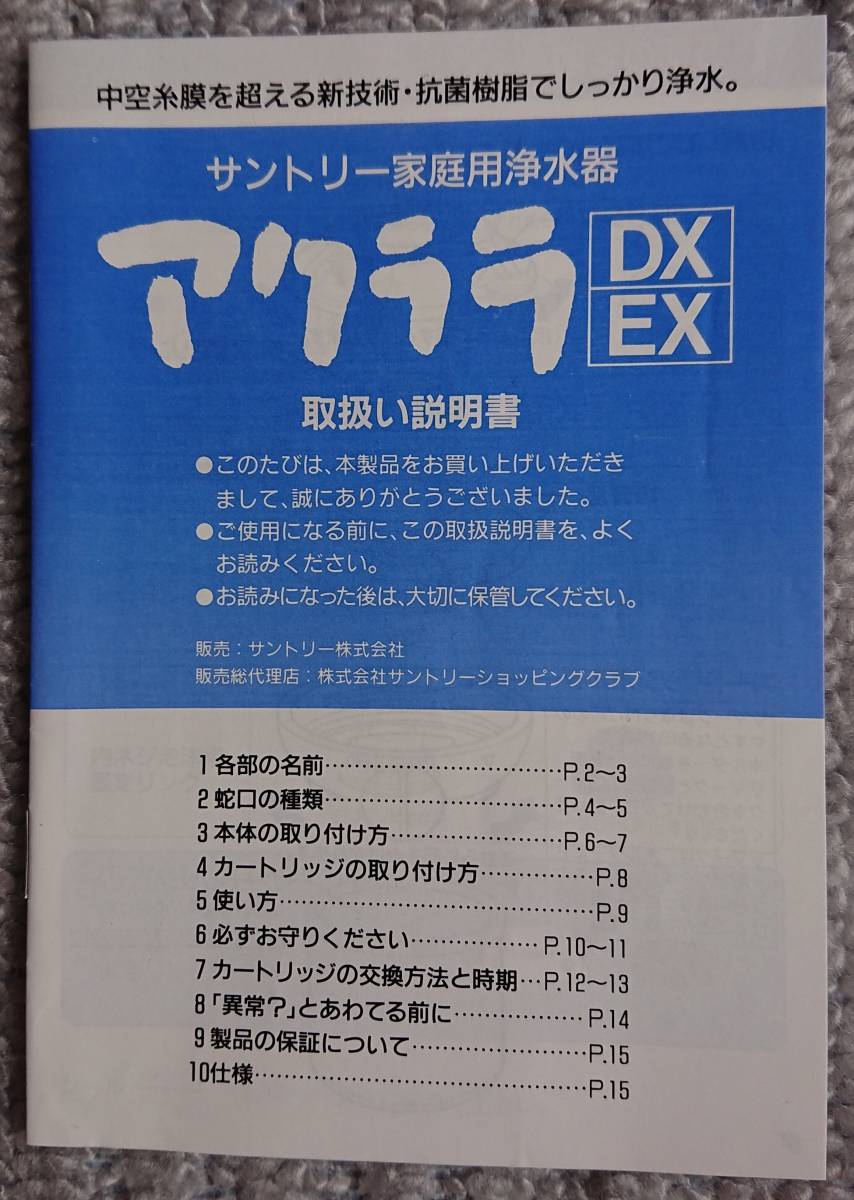 中空糸膜を超える新技術・抗菌樹脂でしっかり浄水。
サントリー家庭用浄水器
アクララ DX EX
取扱い説明書
●このたびは、本製品をお買い上げいただき
まして、誠にありがとうございました。
●ご使用になる前に、この取扱説明書を、よく
お読みください。
●お読みになった後は、大切に保管してください。
販売：サントリー株式会社
販売総代理店：株式会社サントリーショッピングクラブ
1 各部の名前……………………………P.2〜3
2 蛇口の種類……………………………P.4〜5
3 本体の取り付け方……………………P.6〜7
4 カートリッジの取り付け方……………P.8
5 使い方……………………………………P.9
6 必ずお守りください………………P.10〜11
7 カートリッジの交換方法と時期…P.12〜13
8「異常?」とあわてる前に………………P.14
9 製品の保証について……………………P.15
10仕様………………………………………P.15